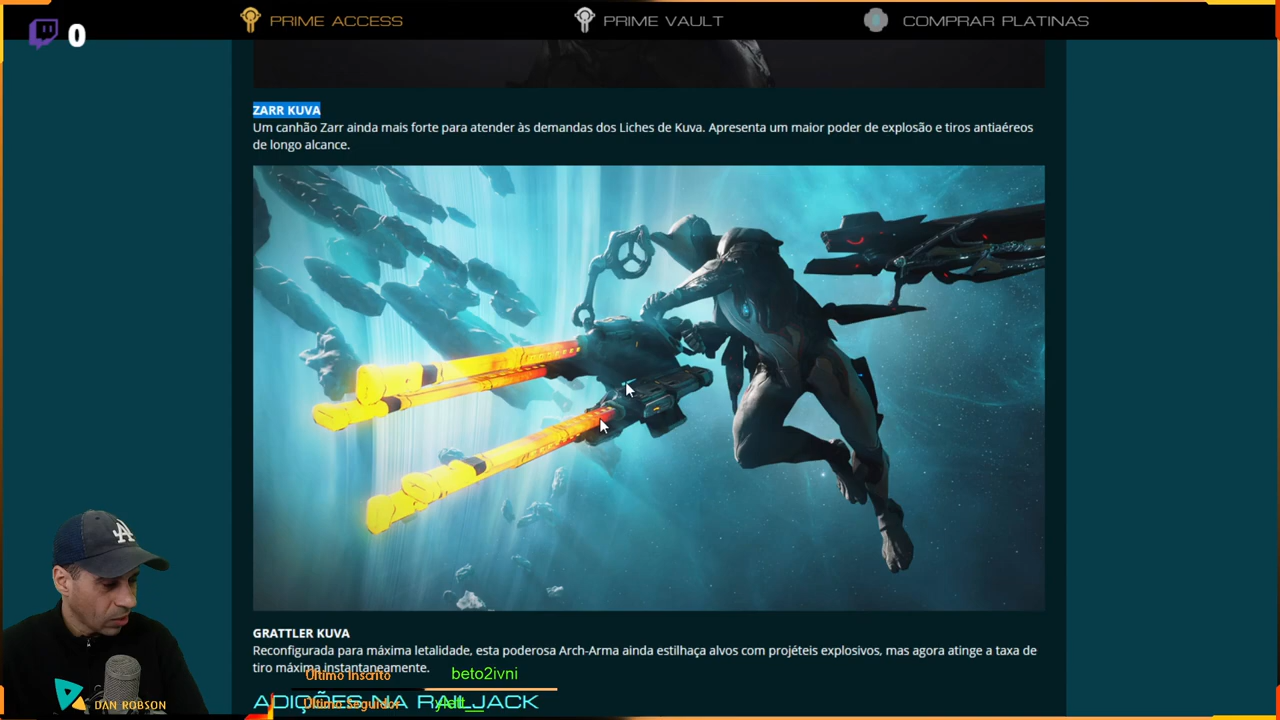 0
PRIME ACCESS
PRIME VAULT
COMPRAR PLATINAS
ZARR KUVA
Um canhão Zarr ainda mais forte para atender às demandas dos Liches de Kuva. Apresenta um maior poder de explosão e tiros antiaéreos
de longo alcance.
GRATTLER KUVA
Reconfigurada para máxima letalidade, esta poderosa Arch-Arma ainda estilhaça alvos com projéteis explosivos, mas agora atinge a taxa de
tiro máxima instantaneamente.
Último Inscrito
beto2ivni
ADIÇÕES NA RAILJACK
Último Seguidor
DAN ROBSON